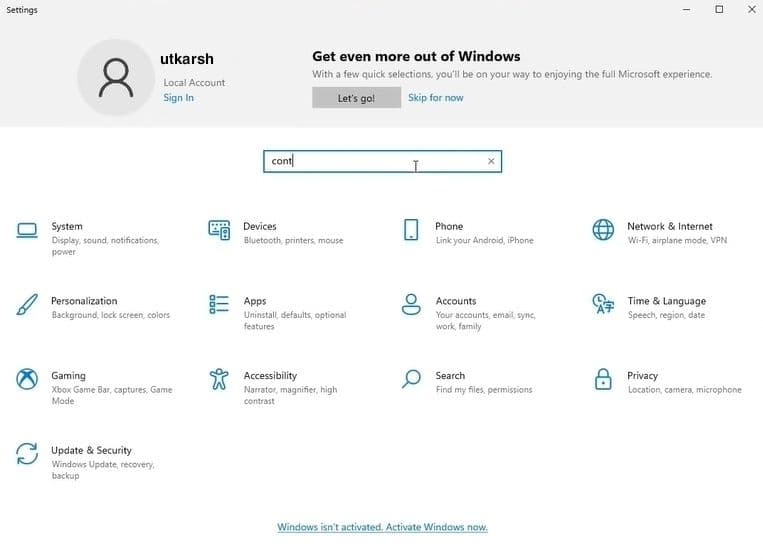 Settings
utkarsh
Local Account
Sign In
Get even more out of Windows
With a few quick selections, you'll be on your way to enjoying the full Microsoft experience.
Let's go!
Skip for now
cont
System
Display, sound, notifications,
power
Devices
Bluetooth, printers, mouse
Phone
Link your Android, iPhone
Network & Internet
Wi-Fi, airplane mode, VPN
Personalization
Background, lock screen, colors
Apps
Uninstall, defaults, optional
features
Accounts
Your accounts, email, sync,
work, family
Time & Language
Speech, region, date
Gaming
Xbox Game Bar, captures, Game
Mode
Accessibility
Narrator, magnifier, high
contrast
Search
Find my files, permissions
Privacy
Location, camera, microphone
Update & Security
Windows Update, recovery,
backup
Windows isn't activated. Activate Windows now.